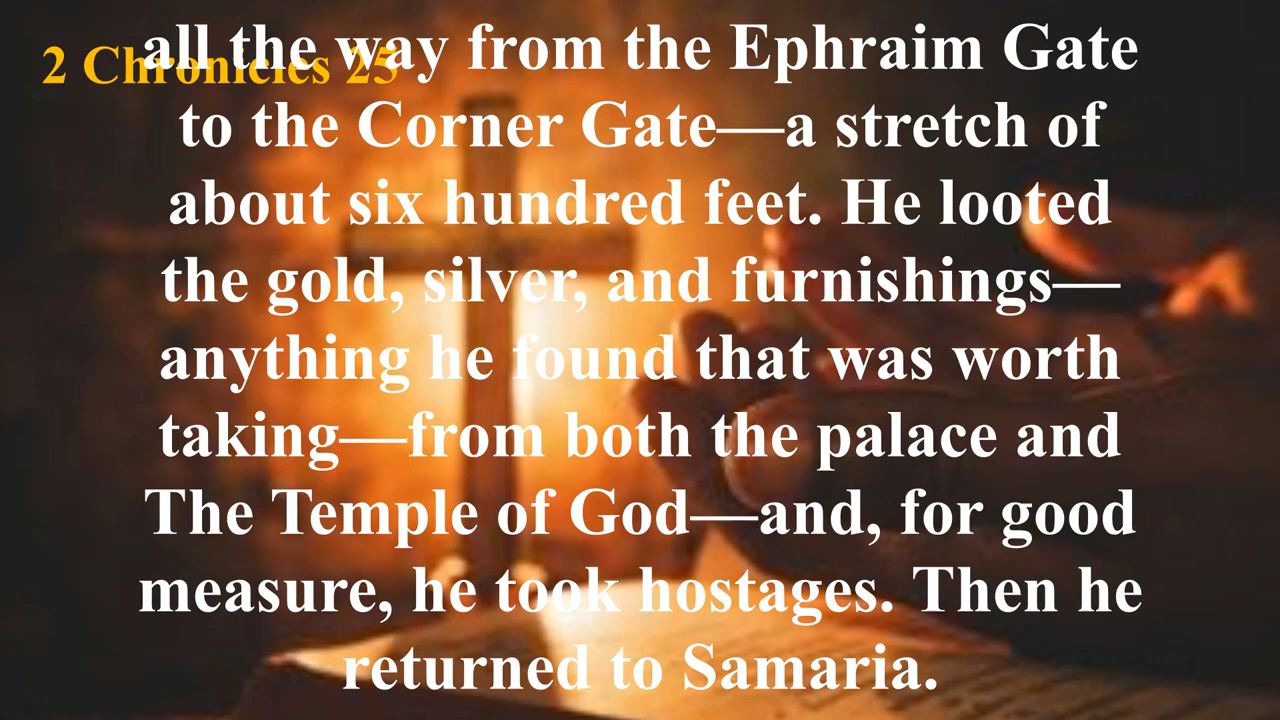 2 Chronicles 25
all the way from the Ephraim Gate
to the Corner Gate—a stretch of
about six hundred feet. He looted
the gold, silver, and furnishings—
anything he found that was worth
taking—from both the palace and
The Temple of God—and, for good
measure, he took hostages. Then he
returned to Samaria.